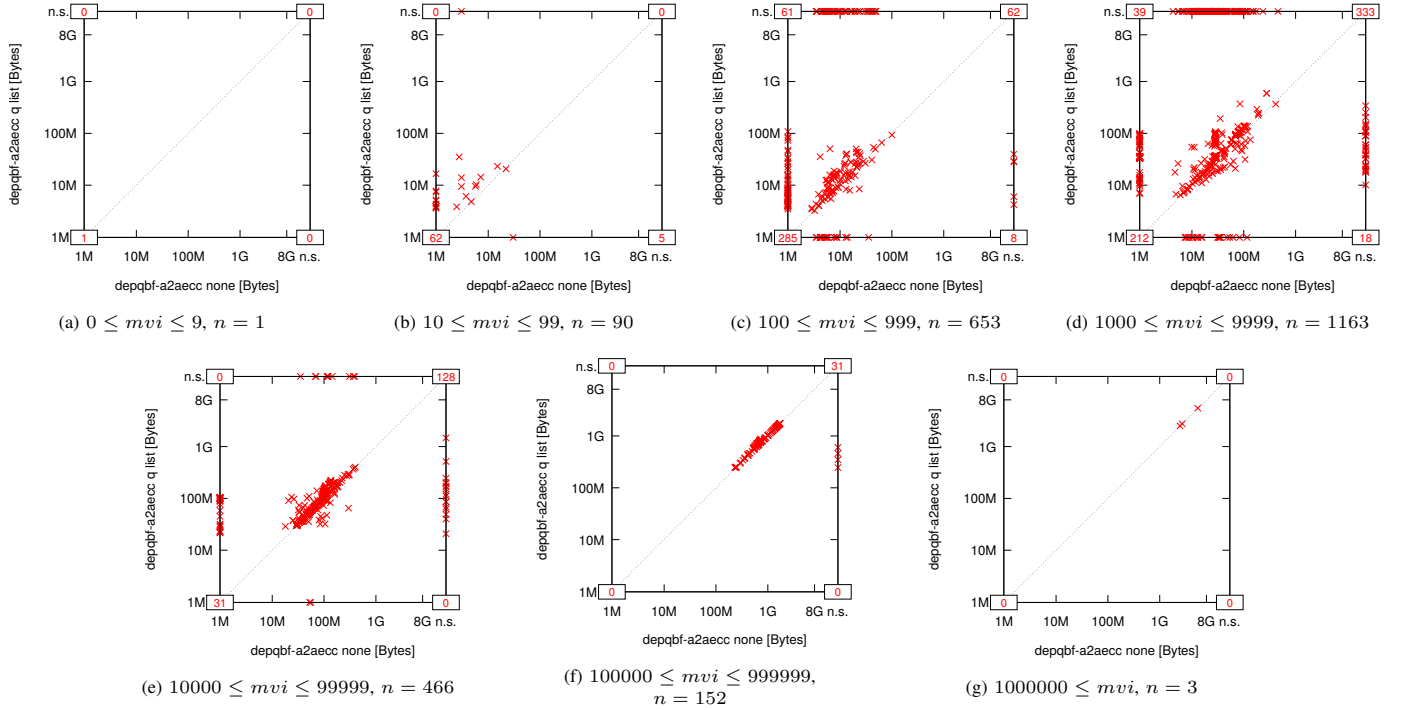 depqbf-a2aecc q list [Bytes]
n.s.
8G
1G
100M
10M
1M
0
0
1
0
1M 10M 100M 1G 8G n.s.
depqbf-a2aecc none [Bytes]
(a) 0 ≤ mvi ≤ 9, n = 1
depqbf-a2aecc q list [Bytes]
n.s.
8G
1G
100M
10M
1M
0
0
62
5
1M 10M 100M 1G 8G n.s.
depqbf-a2aecc none [Bytes]
(b) 10 ≤ mvi ≤ 99, n = 90
depqbf-a2aecc q list [Bytes]
n.s.
8G
1G
100M
10M
1M
61
62
285
8
1M 10M 100M 1G 8G n.s.
depqbf-a2aecc none [Bytes]
(c) 100 ≤ mvi ≤ 999, n = 653
depqbf-a2aecc q list [Bytes]
n.s.
8G
1G
100M
10M
1M
39
333
212
18
1M 10M 100M 1G 8G n.s.
depqbf-a2aecc none [Bytes]
(d) 1000 ≤ mvi ≤ 9999, n = 1163
depqbf-a2aecc q list [Bytes]
n.s.
8G
1G
100M
10M
1M
0
128
31
0
1M 10M 100M 1G 8G n.s.
depqbf-a2aecc none [Bytes]
(e) 10000 ≤ mvi ≤ 99999, n = 466
depqbf-a2aecc q list [Bytes]
n.s.
8G
1G
100M
10M
1M
0
31
0
0
1M 10M 100M 1G 8G n.s.
depqbf-a2aecc none [Bytes]
(f) 100000 ≤ mvi ≤ 999999,
n = 152
depqbf-a2aecc q list [Bytes]
n.s.
8G
1G
100M
10M
1M
0
0
0
0
1M 10M 100M 1G 8G n.s.
depqbf-a2aecc none [Bytes]
(g) 1000000 ≤ mvi, n = 3